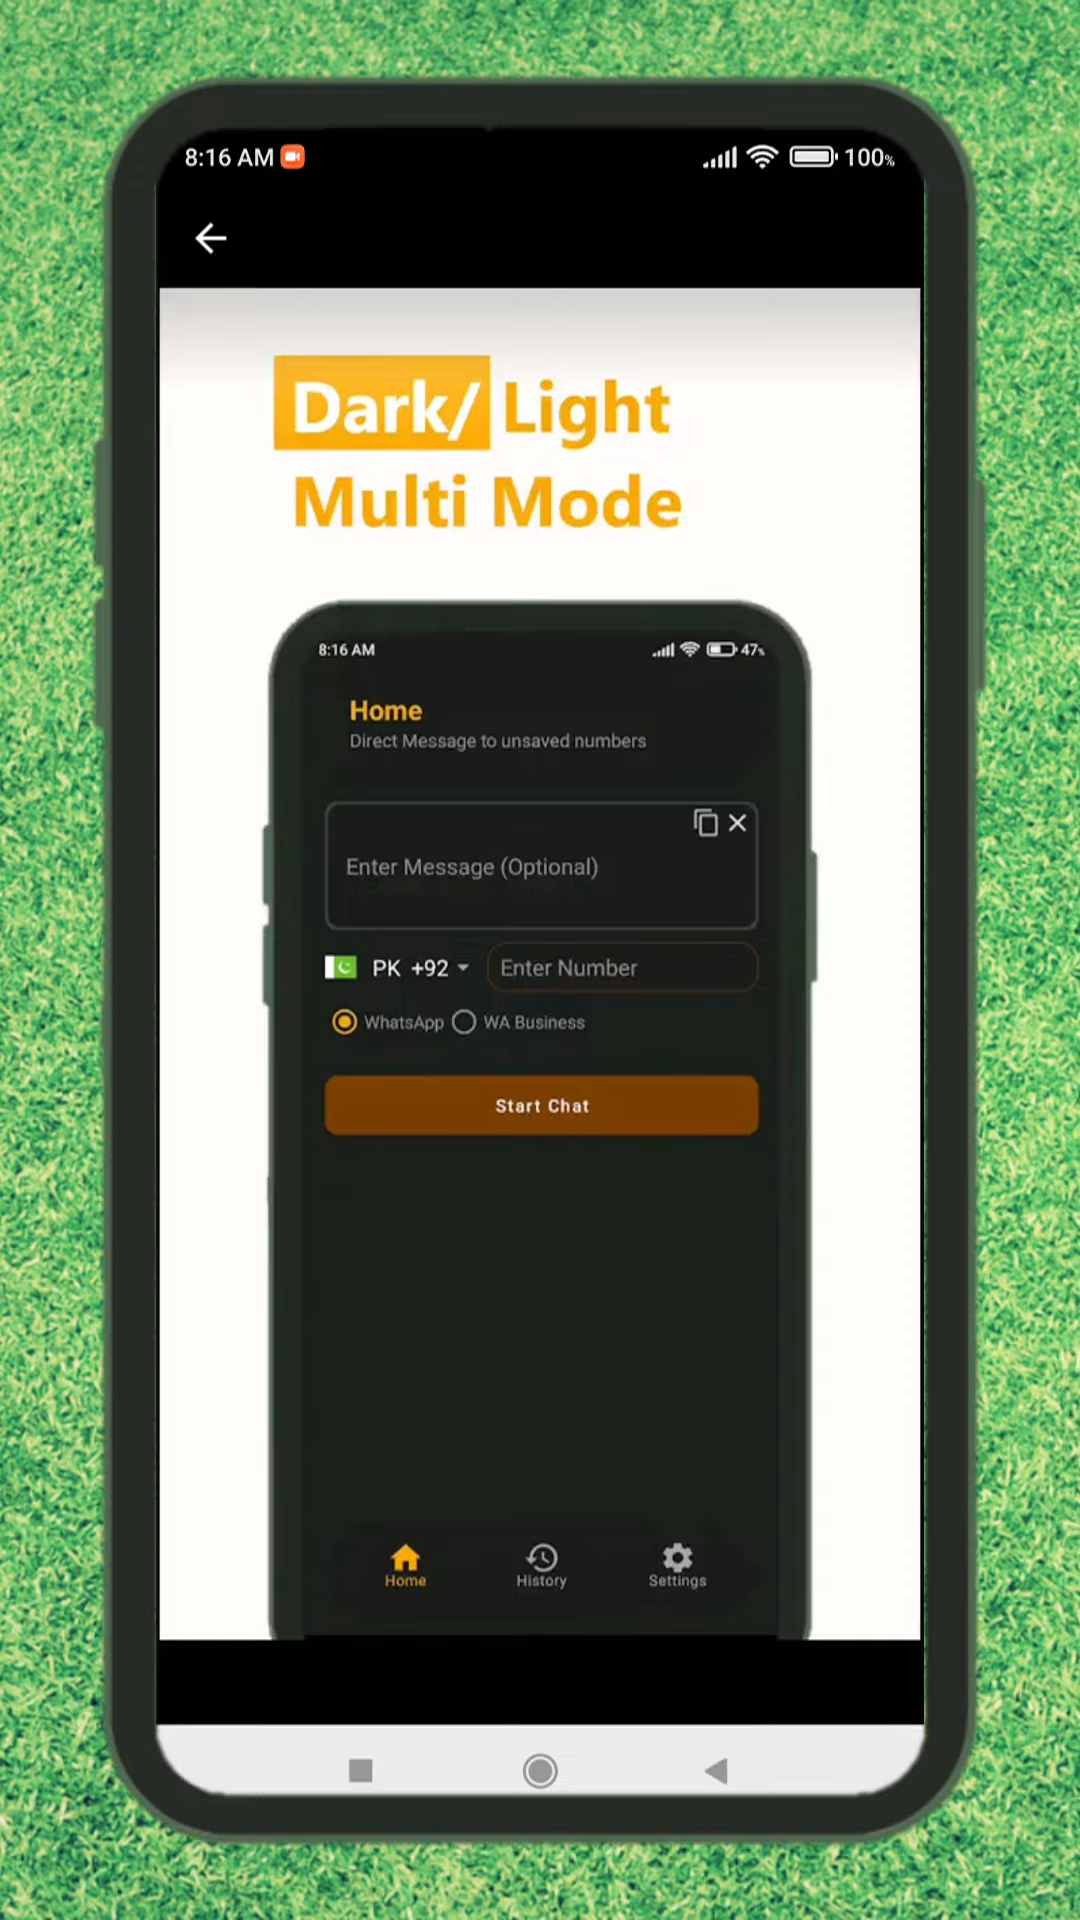 8:16 AM 100%
Dark/ Light
Multi Mode
8:16 AM 47%
Home
Direct Message to unsaved numbers
Enter Message (Optional)
PK +92 Enter Number
WhatsApp WA Business
Start Chat
Home History Settings